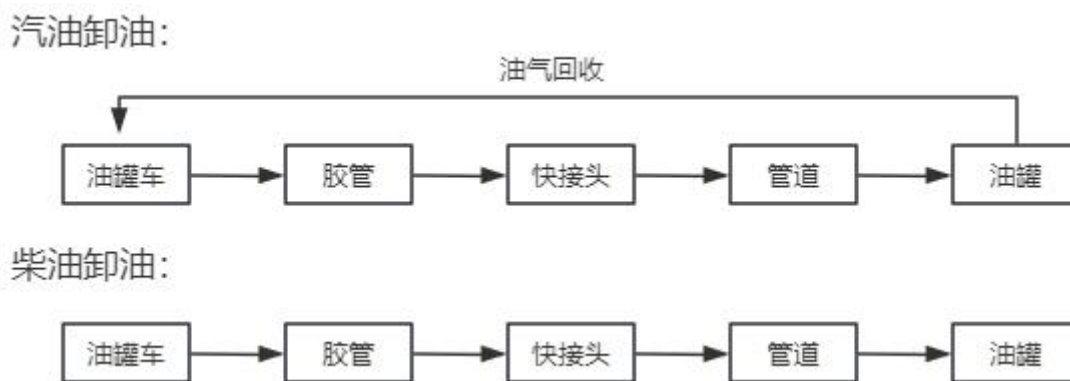 汽油卸油：
油气回收
油罐车 胶管 快接头 管道 油罐
柴油卸油：
油罐车 胶管 快接头 管道 油罐